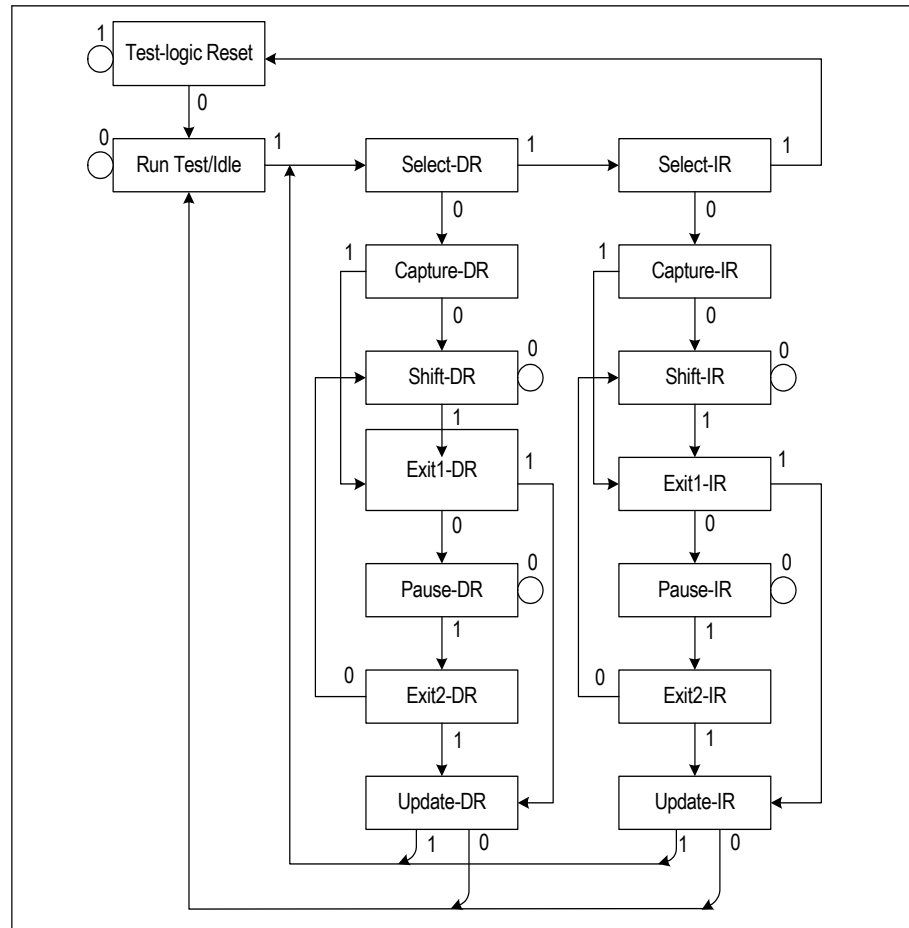 1
Test-logic Reset
0
0
Run Test/Idle
1
Select-DR
1
Select-IR
1
0
0
1
Capture-DR
1
Capture-IR
0
0
Shift-DR
0
Shift-IR
0
1
1
Exit1-DR
1
Exit1-IR
1
0
0
Pause-DR
0
Pause-IR
0
1
1
0
Exit2-DR
0
Exit2-IR
1
1
Update-DR
Update-IR
1
0
1
0